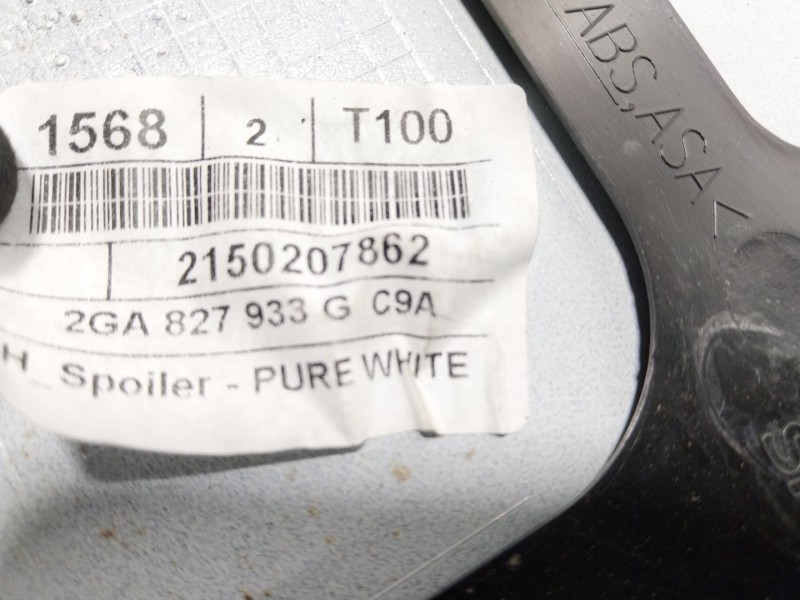 1568 2 T100
2150207862
2GA 827 933 G C9A
H_Spoiler - PURE WHITE
ABS,ASA<